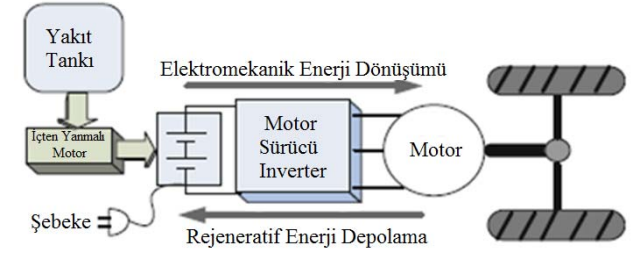 Yakıt
Tankı
Elektromekanik Enerji Dönüşümü
İçten Yanmalı
Motor
Motor
Sürücü
Inverter
Motor
Şebeke
Rejeneratif Enerji Depolama